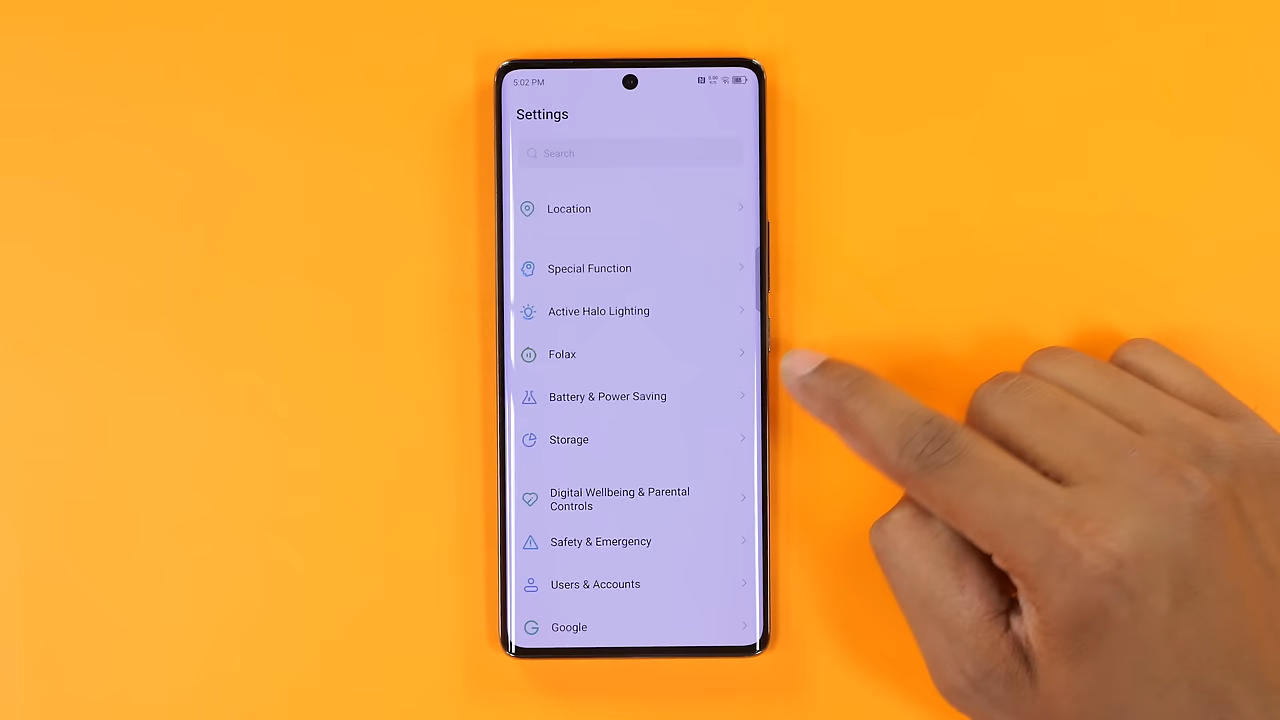 5:02 PM
Settings
Search
Location
Special Function
Active Halo Lighting
Folax
Battery & Power Saving
Storage
Digital Wellbeing & Parental
Controls
Safety & Emergency
Users & Accounts
Google